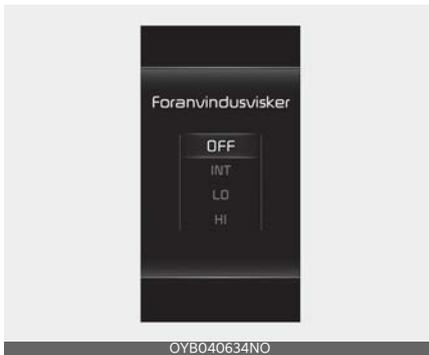 Foranvindusvisker
OFF
INT
LO
HI
OYB040634NO